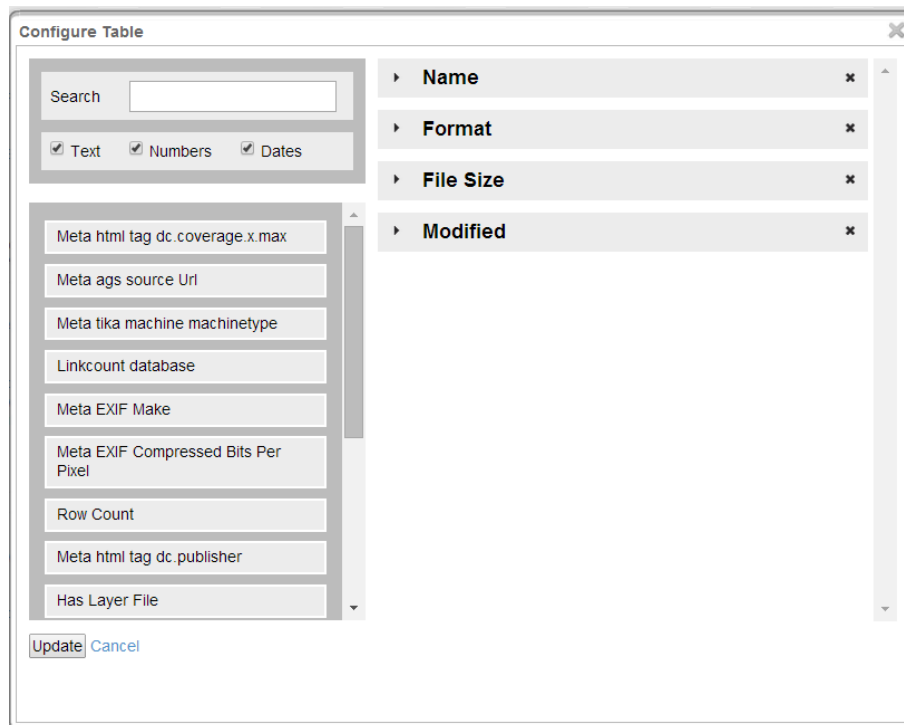 Configure Table
Search
Text Numbers Dates
Meta html tag dc.coverage.x.max
Meta ags source Url
Meta tika machine machinetype
Linkcount database
Meta EXIF Make
Meta EXIF Compressed Bits Per
Pixel
Row Count
Meta html tag dc.publisher
Has Layer File
Name
Format
File Size
Modified
Update Cancel